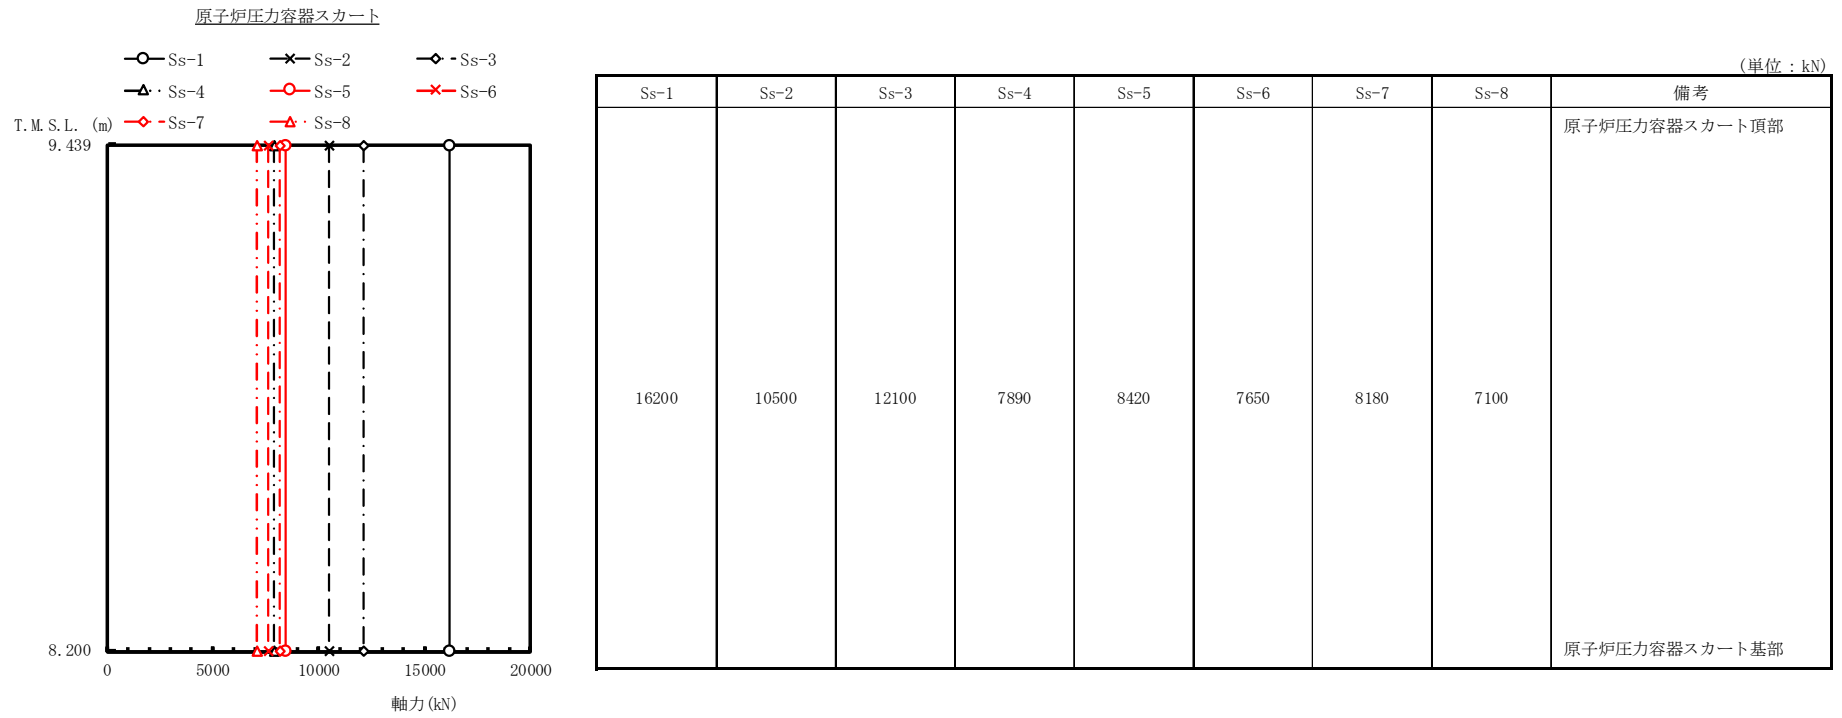 原子炉圧力容器スカート
Ss-1 Ss-2 Ss-3
Ss-4 Ss-5 Ss-6
Ss-7 Ss-8
T.M.S.L. (m)
9.439
8.200
0 5000 10000 15000 20000
軸力(kN)
(単位：kN)
Ss-1 Ss-2 Ss-3 Ss-4 Ss-5 Ss-6 Ss-7 Ss-8 備考
原子炉圧力容器スカート頂部
16200 10500 12100 7890 8420 7650 8180 7100
原子炉圧力容器スカート基部